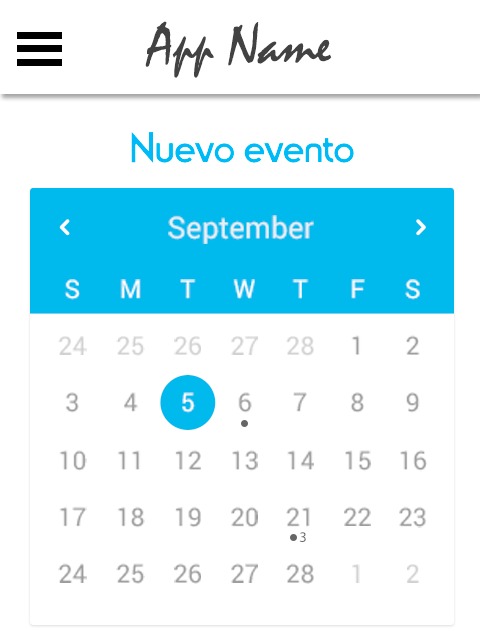 App Name
Nuevo evento
September
S M T W T F S
24 25 26 27 28 1 2
3 4 5 6 7 8 9
10 11 12 13 14 15 16
17 18 19 20 21 22 23
3
24 25 26 27 28 1 2